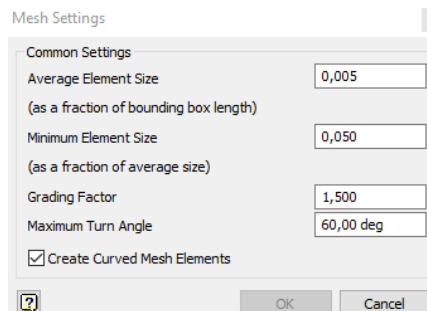 Mesh Settings
Common Settings
Average Element Size 0,005
(as a fraction of bounding box length)
Minimum Element Size 0,050
(as a fraction of average size)
Grading Factor 1,500
Maximum Turn Angle 60,00 deg
Create Curved Mesh Elements
? OK Cancel